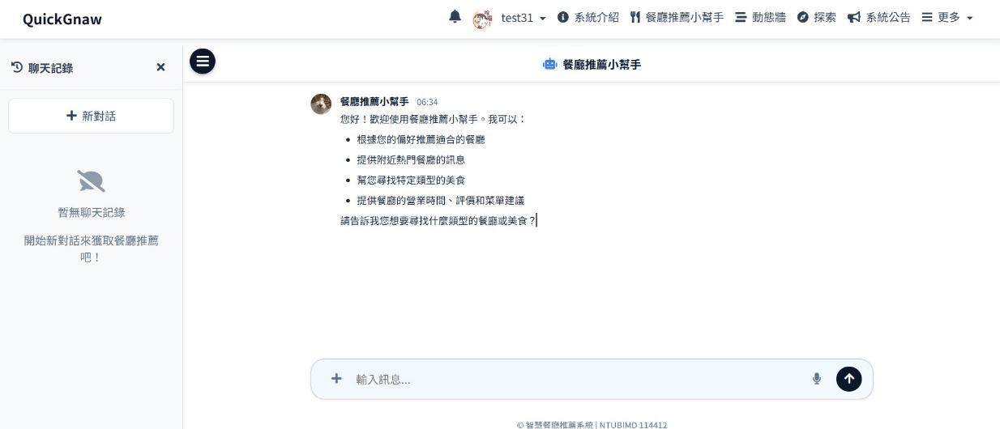 QuickGnaw
test31
系統介紹
餐廳推薦小幫手
動態牆
探索
系統公告
更多
聊天記錄
餐廳推薦小幫手
新對話
暫無聊天記錄
開始新對話來獲取餐廳推薦
吧！
餐廳推薦小幫手 06:34
您好！歡迎使用餐廳推薦小幫手。我可以：
• 根據您的偏好推薦適合的餐廳
• 提供附近熱門餐廳的訊息
• 幫您尋找特定類型的美食
• 提供餐廳的營業時間、評價和菜單建議
請告訴我您想要尋找什麼類型的餐廳或美食？
輸入訊息...
© 智慧餐廳推薦系統 | NTUBIMD 114412